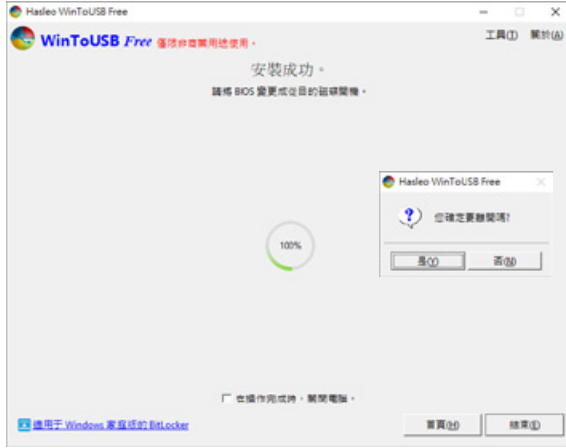 Hasleo WinToUSB Free
WinToUSB Free 僅限非商業用途使用。
工具(T) 關於(A)
安裝成功。
請將 BIOS 變更成從目的磁碟開機。
Hasleo WinToUSB Free
您確定要離開嗎?
是(Y) 否(N)
100%
在操作完成時，關閉電腦。
適用于 Windows 家庭版的 BitLocker
首頁(H) 結束(D)